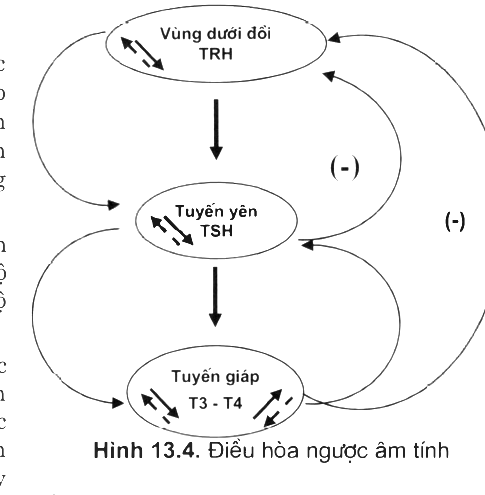 Vùng dưới đồi
TRH
(-)
Tuyến yên
TSH
(-)
Tuyến giáp
T3 - T4
Hình 13.4. Điều hòa ngược âm tính